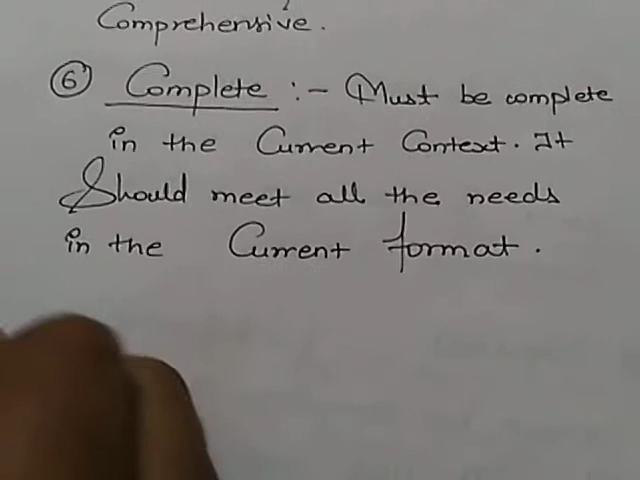 Comprehensive.
⑥ Complete :- Must be complete
in the Current Context. It
Should meet all the needs
in the Current format.